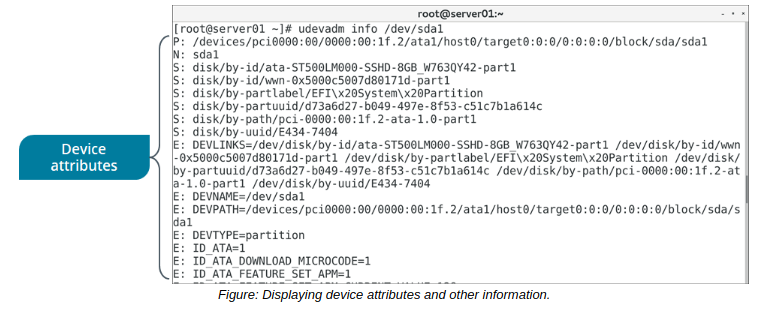 root@server01:~
[root@server01 ~]# udevadm info /dev/sda1
P: /devices/pci0000:00/0000:00:1f.2/ata1/host0/target0:0:0/0:0:0:0/block/sda/sda1
N: sda1
S: disk/by-id/ata-ST500LM000-SSHD-8GB_W763QY42-part1
S: disk/by-id/wwn-0x5000c5007d80171d-part1
S: disk/by-partlabel/EFI\x20System\x20Partition
S: disk/by-partuuid/d73a6d27-b049-497e-8f53-c51c7b1a614c
S: disk/by-path/pci-0000:00:1f.2-ata-1.0-part1
S: disk/by-uuid/E434-7404
E: DEVLINKS=/dev/disk/by-id/ata-ST500LM000-SSHD-8GB_W763QY42-part1 /dev/disk/by-id/wwn
-0x5000c5007d80171d-part1 /dev/disk/by-partlabel/EFI\x20System\x20Partition /dev/disk/
by-partuuid/d73a6d27-b049-497e-8f53-c51c7b1a614c /dev/disk/by-path/pci-0000:00:1f.2-at
a-1.0-part1 /dev/disk/by-uuid/E434-7404
E: DEVNAME=/dev/sda1
E: DEVPATH=/devices/pci0000:00/0000:00:1f.2/ata1/host0/target0:0:0/0:0:0:0/block/sda/s
da1
E: DEVTYPE=partition
E: ID_ATA=1
E: ID_ATA_DOWNLOAD_MICROCODE=1
E: ID_ATA_FEATURE_SET_APM=1
Device
attributes
Figure: Displaying device attributes and other information.